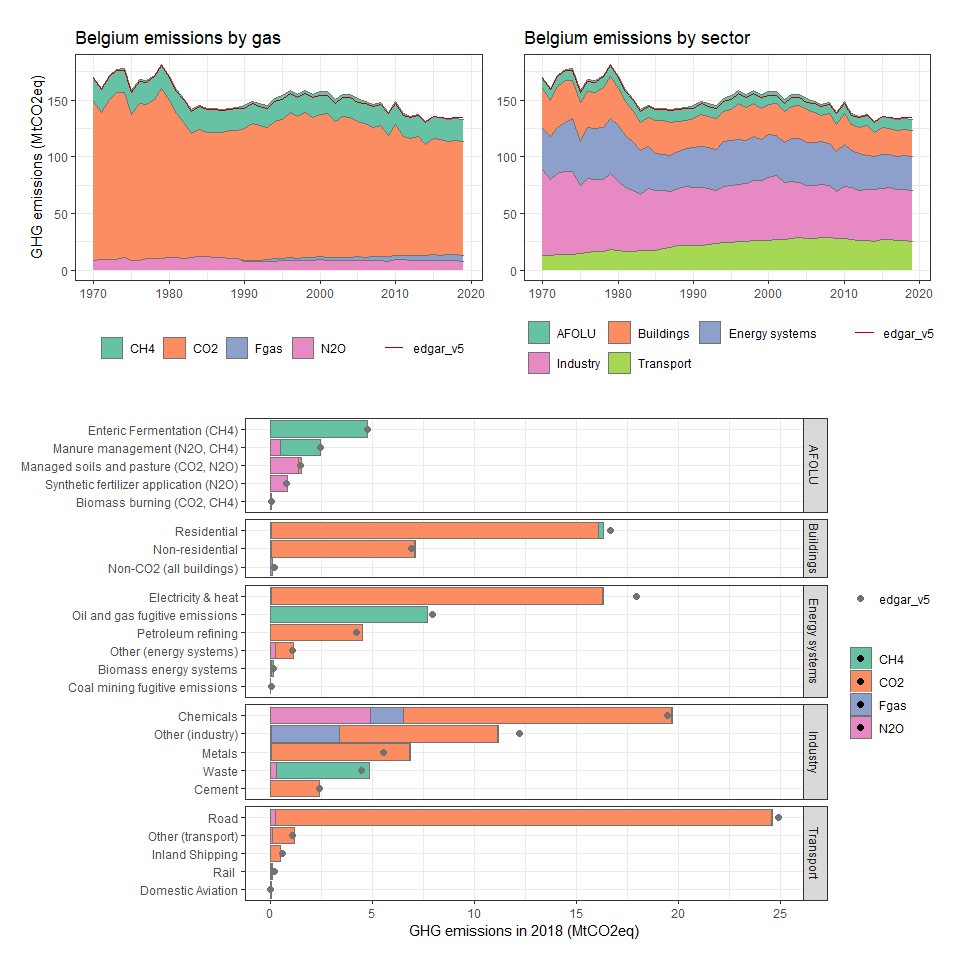 Belgium emissions by gas
GHG emissions (MtCO2eq)
150
100
50
0
1970
1980
1990
2000
2010
2020
CH4
CO2
Fgas
N2O
edgar_v5
Belgium emissions by sector
150
100
50
0
1970
1980
1990
2000
2010
2020
AFOLU
Buildings
Energy systems
edgar_v5
Industry
Transport
Enteric Fermentation (CH4)
Manure management (N2O, CH4)
Managed soils and pasture (CO2, N2O)
Synthetic fertilizer application (N2O)
Biomass burning (CO2, CH4)
AFOLU
Residential
Non-residential
Non-CO2 (all buildings)
Buildings
Electricity & heat
Oil and gas fugitive emissions
Petroleum refining
Other (energy systems)
Biomass energy systems
Coal mining fugitive emissions
Energy systems
Chemicals
Other (industry)
Metals
Waste
Cement
Industry
Road
Other (transport)
Inland Shipping
Rail
Domestic Aviation
Transport
0
5
10
15
20
25
GHG emissions in 2018 (MtCO2eq)
edgar_v5
CH4
CO2
Fgas
N2O